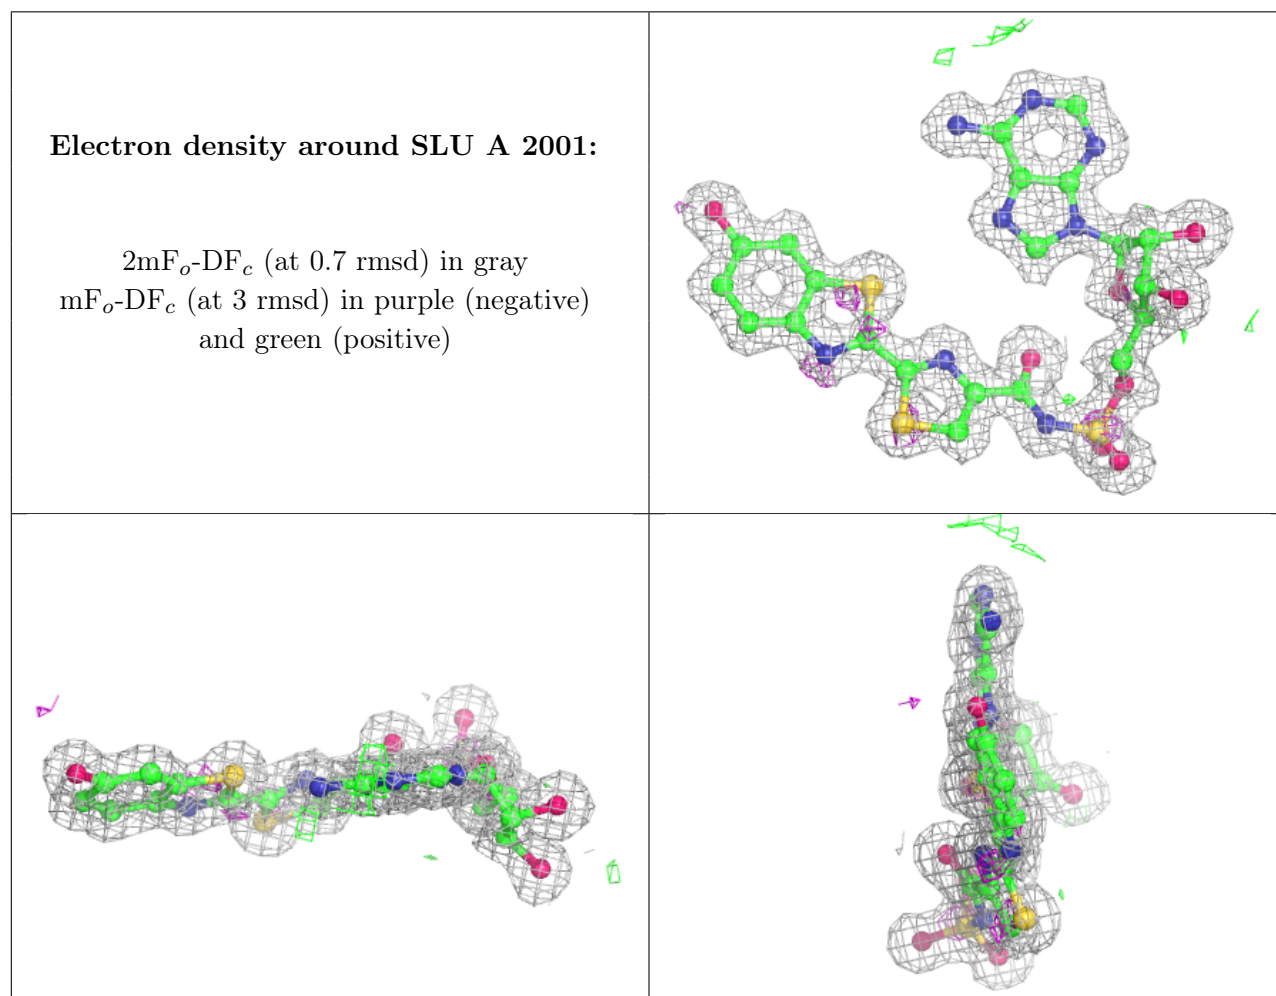 Electron density around SLU A 2001:
2mFo-DFc (at 0.7 rmsd) in gray
mFo-DFc (at 3 rmsd) in purple (negative)
and green (positive)